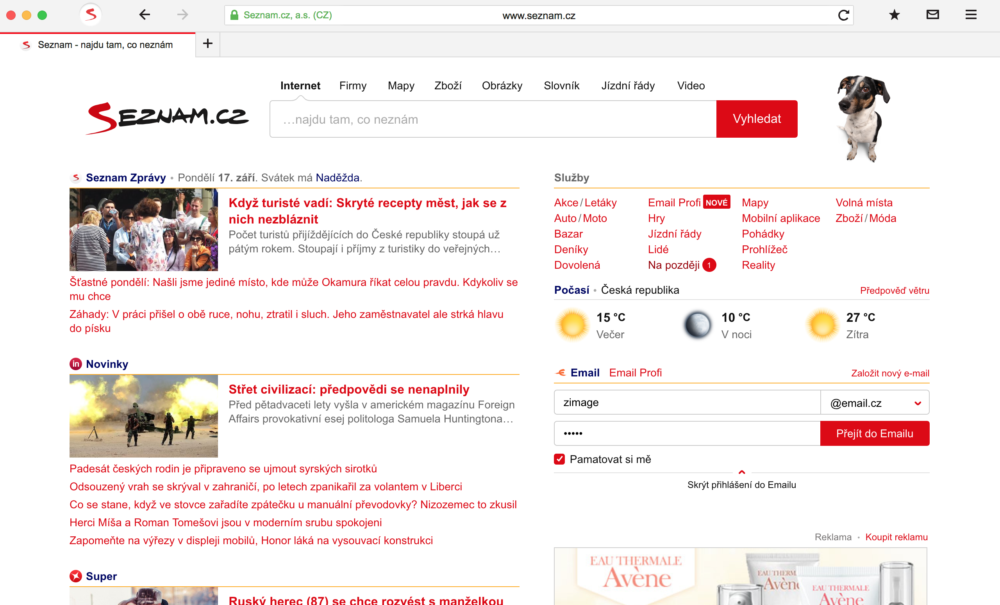 Seznam.cz, a.s. (CZ)
www.seznam.cz
Seznam - najdu tam, co neznám
Internet Firmy Mapy Zboží Obrázky Slovník Jízdní řády Video
SEZNAM.CZ
...najdu tam, co neznám
Vyhledat
Seznam Zprávy • Pondělí 17. září. Svátek má Naděžda.
Když turisté vadí: Skryté recepty měst, jak se z
nich nezbláznit
Počet turistů přijíždějících do České republiky stoupá už
pátým rokem. Stoupají i příjmy z turistiky do veřejných...
Šťastné pondělí: Našli jsme jediné místo, kde může Okamura říkat celou pravdu. Kdykoliv se
mu chce
Záhady: V práci přišel o obě ruce, nohu, ztratil i sluch. Jeho zaměstnavatel ale strká hlavu
do písku
in Novinky
Střet civilizací: předpovědi se nenaplnily
Před pětadvaceti lety vyšla v americkém magazínu Foreign
Affairs provokativní esej politologa Samuela Huntingtona...
Padesát českých rodin je připraveno se ujmout syrských sirotků
Odsouzený vrah se skrýval v zahraničí, po letech zpanikařil za volantem v Liberci
Co se stane, když ve stovce zařadíte zpátečku u manuální převodovky? Nizozemec to zkusil
Herci Míša a Roman Tomešovi jsou v moderním srubu spokojeni
Zapomeňte na výřezy v displeji mobilů, Honor láká na vysouvací konstrukci
Super
Ruský herec (87) se chce rozvést s manželkou
Služby
Akce / Letáky Email Profi NOVÉ Mapy Volná místa
Auto / Moto Hry Mobilní aplikace Zboží / Móda
Bazar Jízdní řády Pohádky
Deníky Lidé Prohlížeč
Dovolená Na později 1 Reality
Počasí • Česká republika Předpověď větru
15 °C 10 °C 27 °C
Večer V noci Zítra
Email Email Profi Založit nový e-mail
zimage @email.cz
••••• Přejít do Emailu
Pamatovat si mě
Skrýt přihlášení do Emailu
Reklama • Koupit reklamu
EAU THERMALE
Avène
EAU THERM
Avèn
EAU THERMALE
Avène